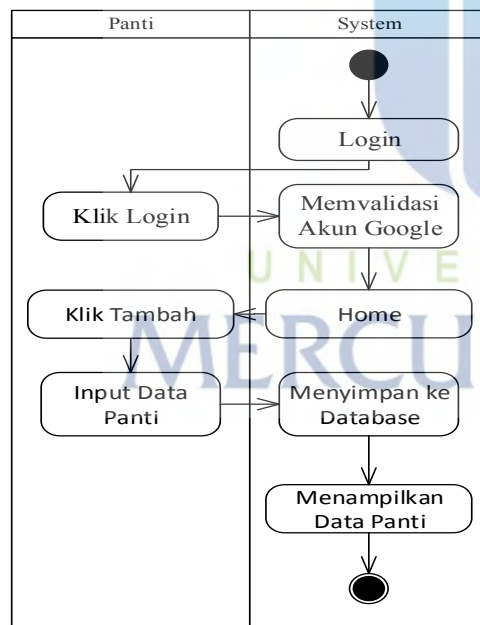 Panti
System
Login
Klik Login
Memvalidasi
Akun Google
UNIVE
Klik Tambah
Home
MERCU
Input Data
Panti
Menyimpan ke
Database
Menampilkan
Data Panti